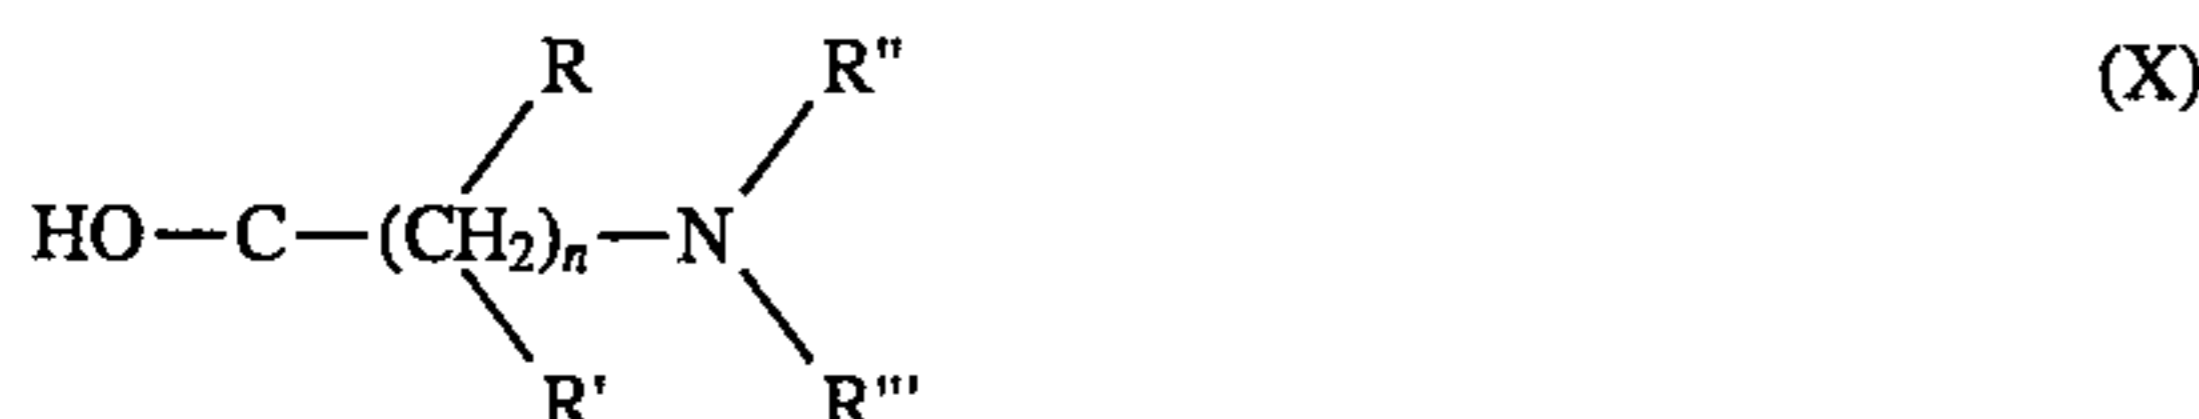 R R" (X)
HO—C—(CH2)n—N
R' R"'